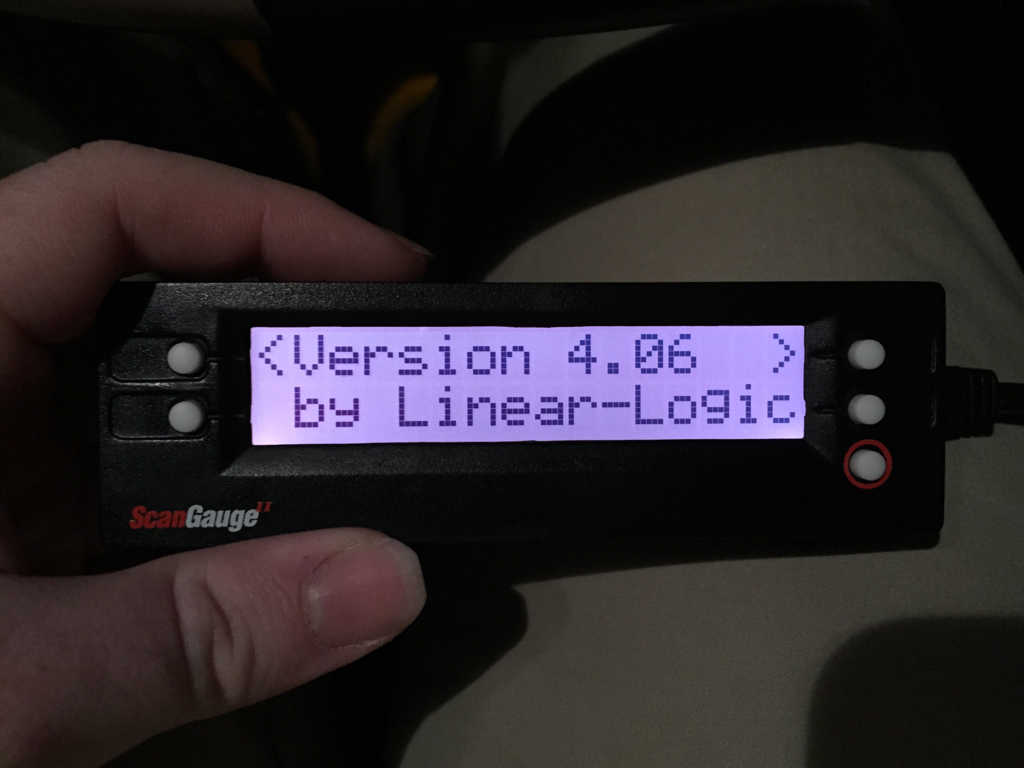 <Version 4.06 >
by Linear-Logic
ScanGauge II